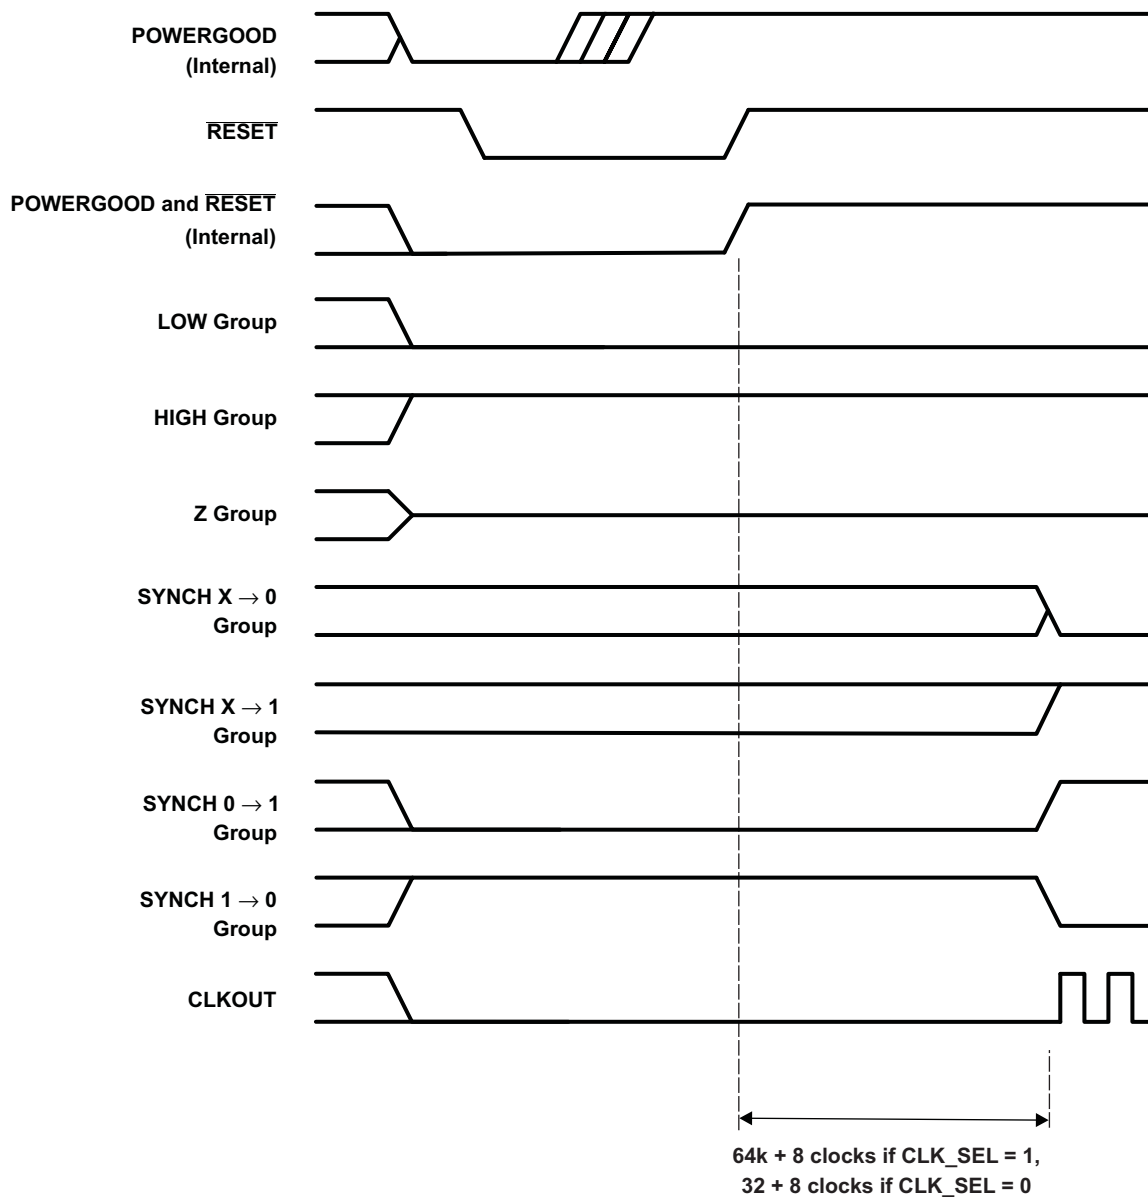 POWERGOOD
(Internal)
RESET
POWERGOOD and RESET
(Internal)
LOW Group
HIGH Group
Z Group
SYNCH X → 0
Group
SYNCH X → 1
Group
SYNCH 0 → 1
Group
SYNCH 1 → 0
Group
CLKOUT
64k + 8 clocks if CLK_SEL = 1,
32 + 8 clocks if CLK_SEL = 0